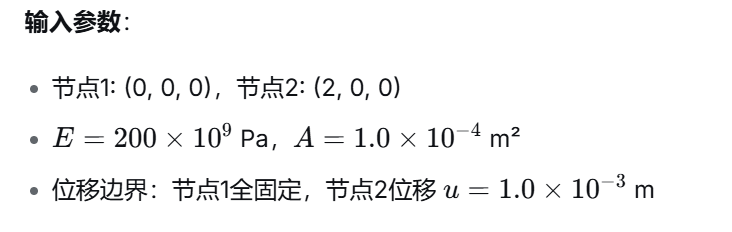 输入参数:
• 节点1: (0, 0, 0)，节点2: (2, 0, 0)
• E = 200 × 10⁹ Pa，A = 1.0 × 10⁻⁴ m²
• 位移边界：节点1全固定，节点2位移 u = 1.0 × 10⁻³ m